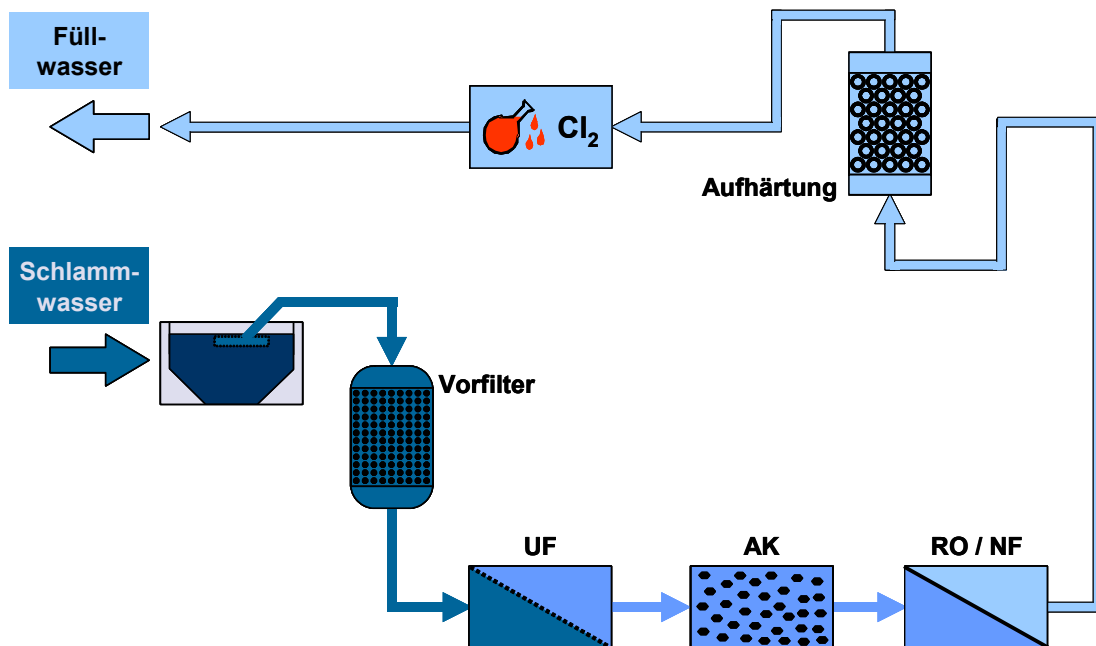 Füll-
wasser
Cl₂
Aufhärtung
Schlamm-
wasser
Vorfilter
UF
AK
RO / NF